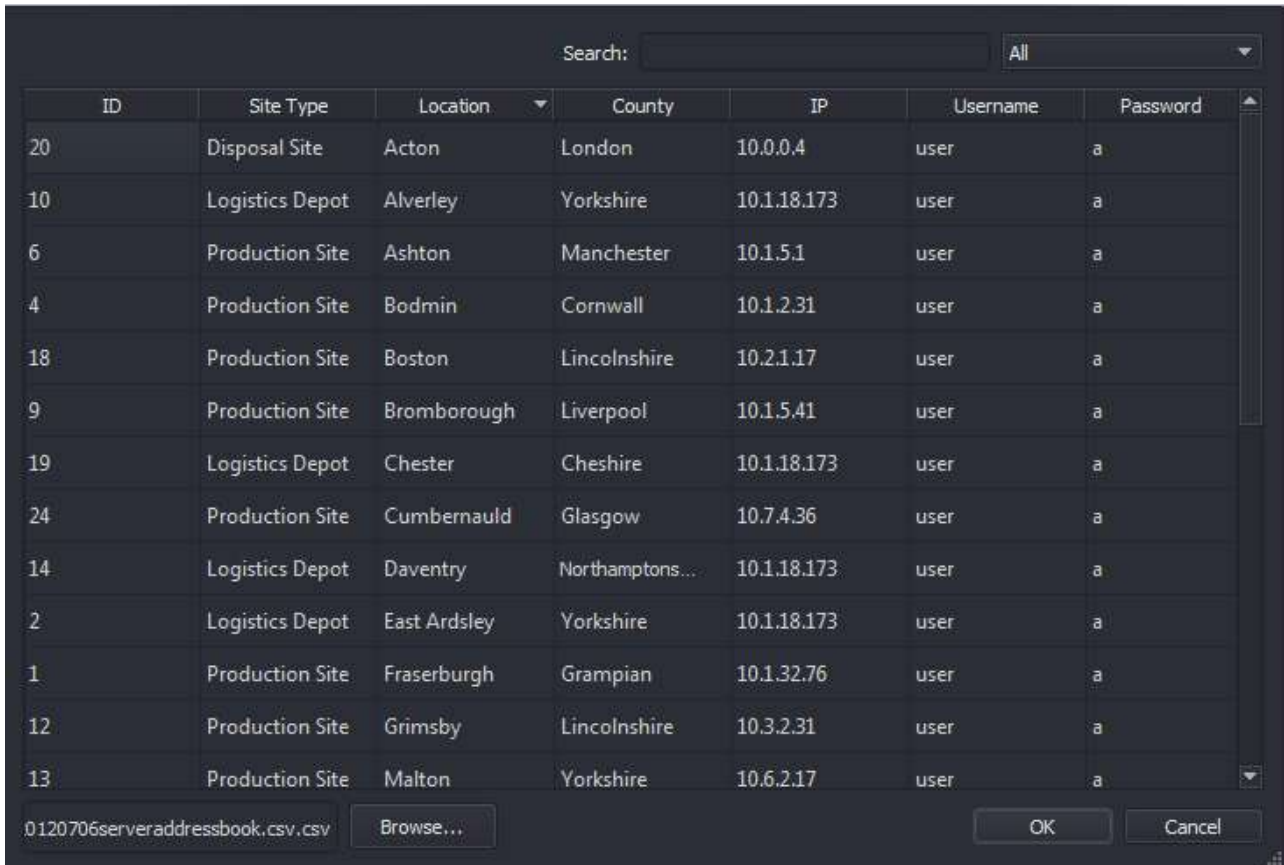 Search: All
ID Site Type Location County IP Username Password
20 Disposal Site Acton London 10.0.0.4 user a
10 Logistics Depot Alverley Yorkshire 10.1.18.173 user a
6 Production Site Ashton Manchester 10.1.5.1 user a
4 Production Site Bodmin Cornwall 10.1.2.31 user a
18 Production Site Boston Lincolnshire 10.2.1.17 user a
9 Production Site Bromborough Liverpool 10.1.5.41 user a
19 Logistics Depot Chester Cheshire 10.1.18.173 user a
24 Production Site Cumbernauld Glasgow 10.7.4.36 user a
14 Logistics Depot Daventry Northamptons... 10.1.18.173 user a
2 Logistics Depot East Ardsley Yorkshire 10.1.18.173 user a
1 Production Site Fraserburgh Grampian 10.1.32.76 user a
12 Production Site Grimsby Lincolnshire 10.3.2.31 user a
13 Production Site Malton Yorkshire 10.6.2.17 user a
0120706serveraddressbook.csv.csv Browse... OK Cancel